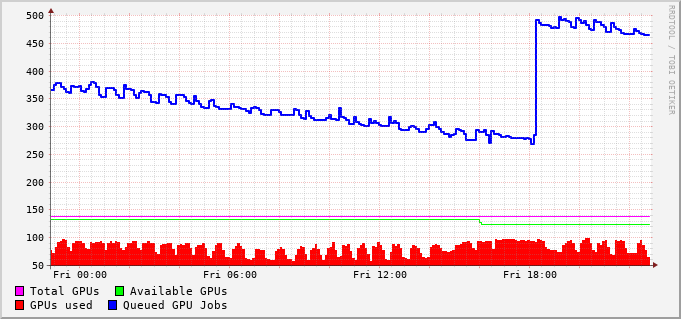 500
450
400
350
300
250
200
150
100
50
Fri 00:00 Fri 06:00 Fri 12:00 Fri 18:00
Total GPUs Available GPUs
GPUs used Queued GPU Jobs
RRDTOOL / TOBI OETIKER